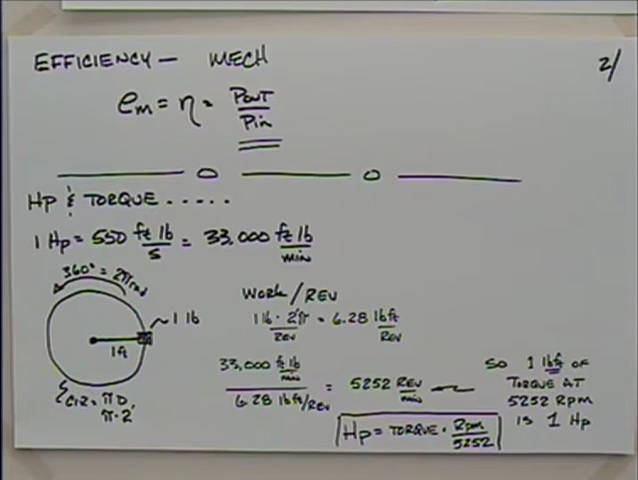 EFFICIENCY — MECH
2/
em = η = Pout/Pin
Hp & TORQUE .....
1 Hp = 550 ft lb/s = 33,000 ft lb/min
360° = 2π rad
1 lb
1ft
CIR = πD
π·2'
WORK/REV
1 lb · 2π/REV = 6.28 lbft/REV
33,000 ft lb/min / 6.28 lbft/REV = 5252 REV/min
So 1 lbft of
TORQUE AT
5252 RPM
is 1 Hp
Hp = TORQUE · Rpm/5252